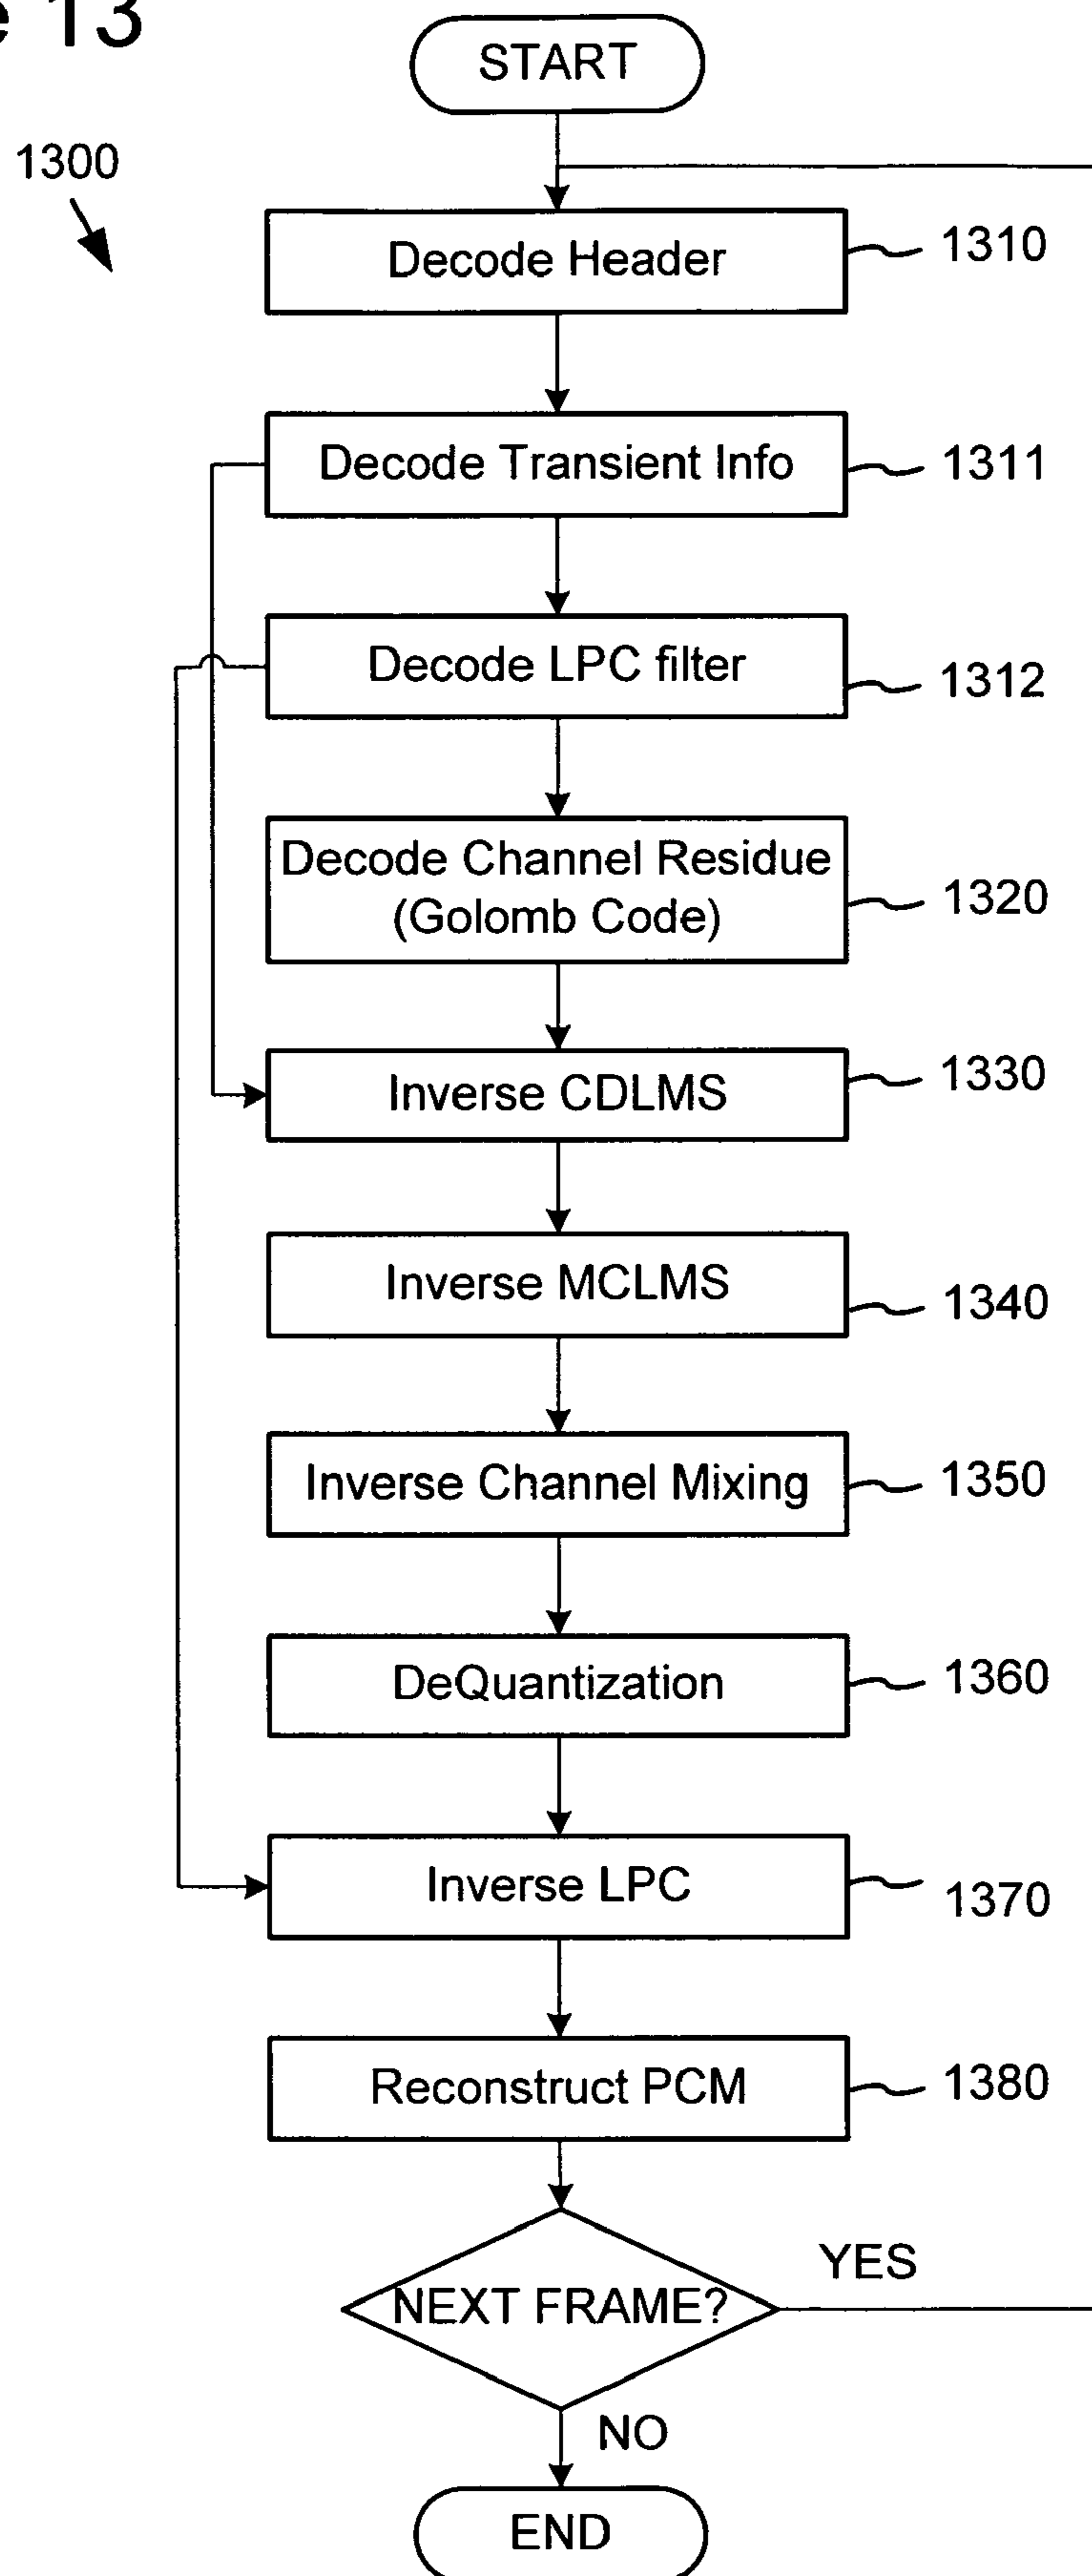 e 13
START
1300
Decode Header
1310
Decode Transient Info
1311
Decode LPC filter
1312
Decode Channel Residue
(Golomb Code)
1320
Inverse CDLMS
1330
Inverse MCLMS
1340
Inverse Channel Mixing
1350
DeQuantization
1360
Inverse LPC
1370
Reconstruct PCM
1380
YES
NEXT FRAME?
NO
END